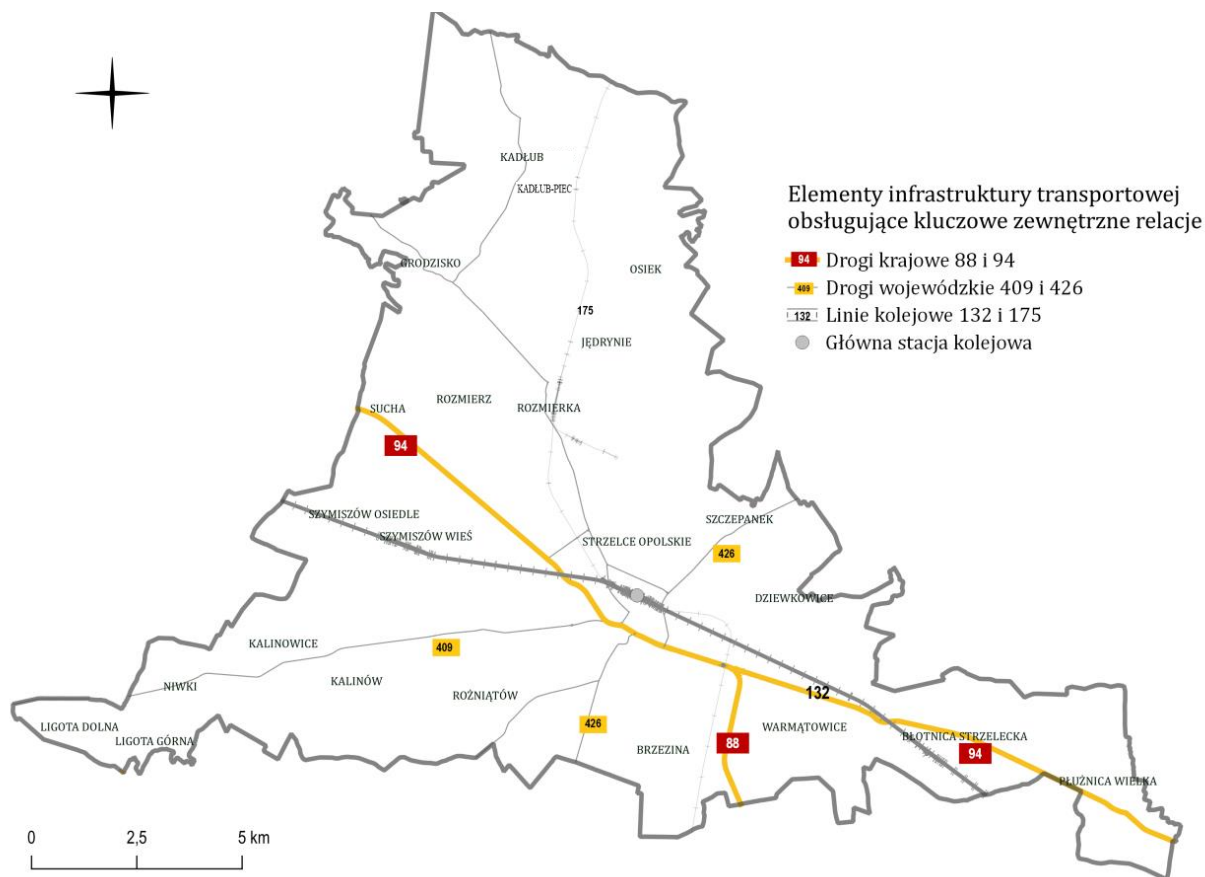 KADŁUB
KADŁUB-PIEC
Elementy infrastruktury transportowej
obsługujące kluczowe zewnętrzne relacje
94 Drogi krajowe 88 i 94
409 Drogi wojewódzkie 409 i 426
132 Linie kolejowe 132 i 175
Główna stacja kolejowa
GRODZISKO
OSIEK
175
JĘDRYNIE
ROZMIERZ
SUCHA
ROZMIERKA
94
SZYMISZÓW OSIEDLE
SZCZEPANEK
SZYMISZÓW WIEŚ
STRZELCE OPOLSKIE
426
DZIEWKOWICE
KALINOWICE
409
NIWKI
KALINÓW
ROŻNIĄTÓW
132
LIGOTA DOLNA
426
WARMĄTOWICE
LIGOTA GÓRNA
BRZEZINA
88
BŁOTNICA STRZELECKA
94
PŁUŻNICA WIELKA
0 2,5 5 km